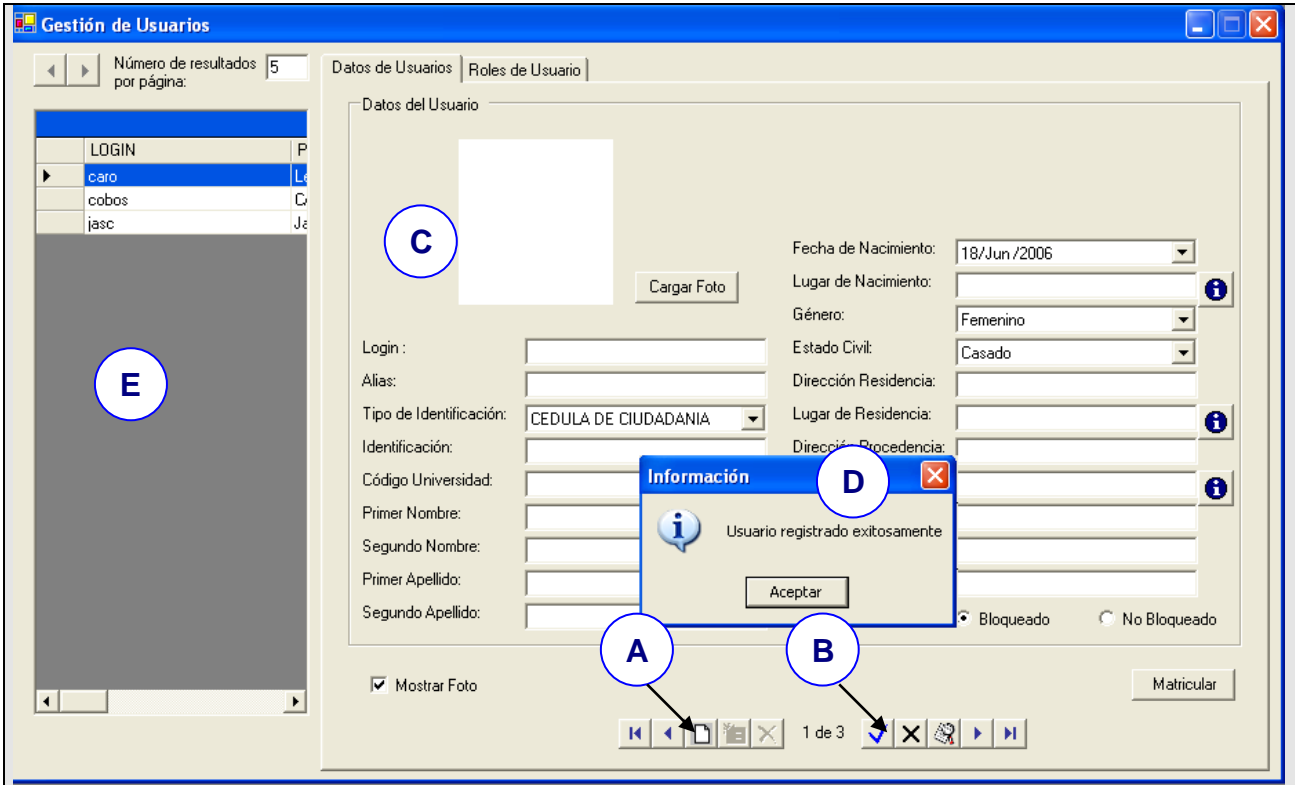 Gestión de Usuarios
Número de resultados por página: 5
LOGIN P
caro Le
cobos
jasc Ja
E
Datos de Usuarios Roles de Usuario
Datos del Usuario
C
Cargar Foto
Login :
Alias:
Tipo de Identificación: CEDULA DE CIUDADANIA
Identificación:
Código Universidad:
Primer Nombre:
Segundo Nombre:
Primer Apellido:
Segundo Apellido:
Fecha de Nacimiento: 18/Jun /2006
Lugar de Nacimiento:
Género: Femenino
Estado Civil: Casado
Dirección Residencia:
Lugar de Residencia:
Dirección Procedencia:
Información
D
Usuario registrado exitosamente
Aceptar
Bloqueado No Bloqueado
A
B
Mostrar Foto
Matricular
1 de 3